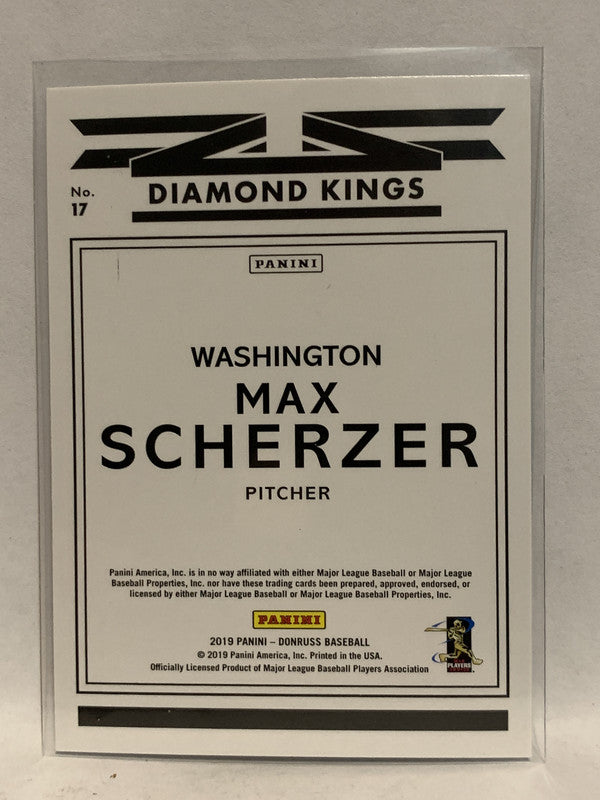 DIAMOND KINGS
No.
17
PANINI
WASHINGTON
MAX
SCHERZER
PITCHER
Panini America, Inc. is in no way affiliated with either Major League Baseball or Major League
Baseball Properties, Inc. nor have these trading cards been prepared, approved, endorsed, or
licensed by either Major League Baseball or Major League Baseball Properties, Inc.
PANINI
2019 PANINI – DONRUSS BASEBALL
© 2019 Panini America, Inc. Printed in the USA.
Officially Licensed Product of Major League Baseball Players Association
PLAYERS